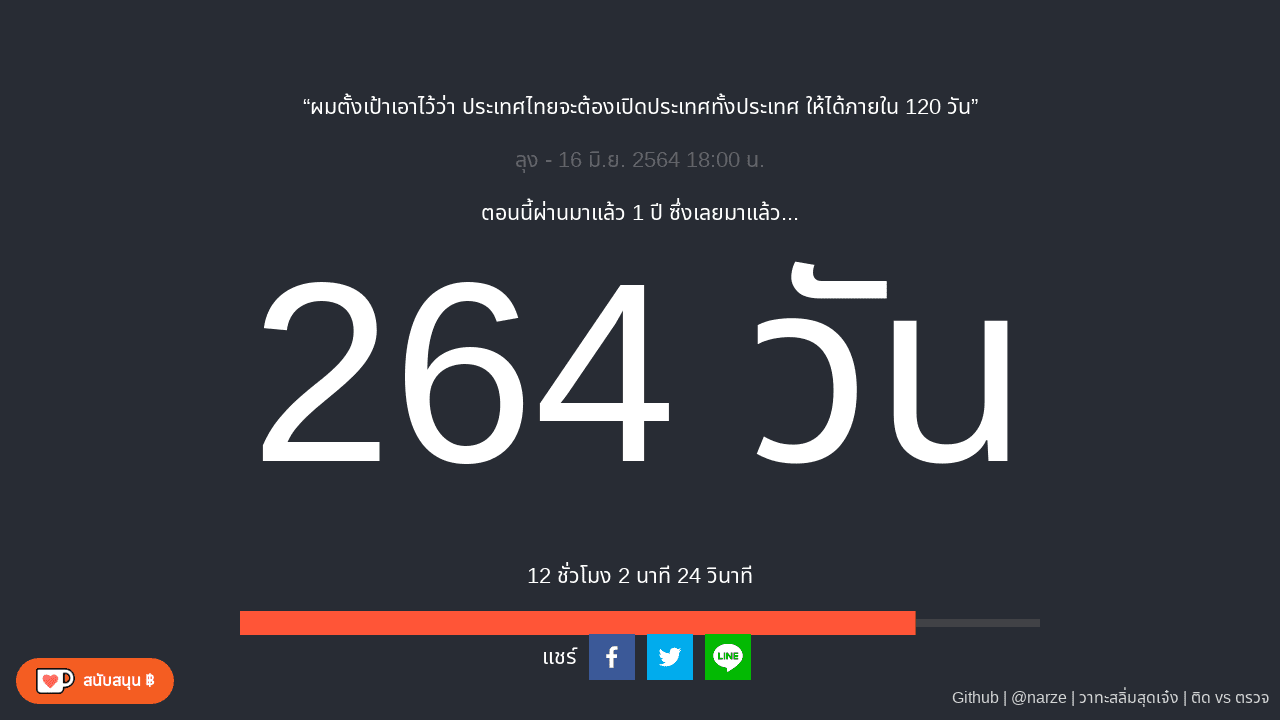 “ผมตั้งเป้าเอาไว้ว่า ประเทศไทยจะต้องเปิดประเทศทั้งประเทศ ให้ได้ภายใน 120 วัน”
ลุง - 16 มิ.ย. 2564 18:00 น.
ตอนนี้ผ่านมาแล้ว 1 ปี ซึ่งเลยมาแล้ว...
264 วัน
12 ชั่วโมง 2 นาที 24 วินาที
แชร์
LINE
สนับสนุน ฿
Github | @narze | วาทะสลิ่มสุดเจ๋ง | ติด vs ตรวจ